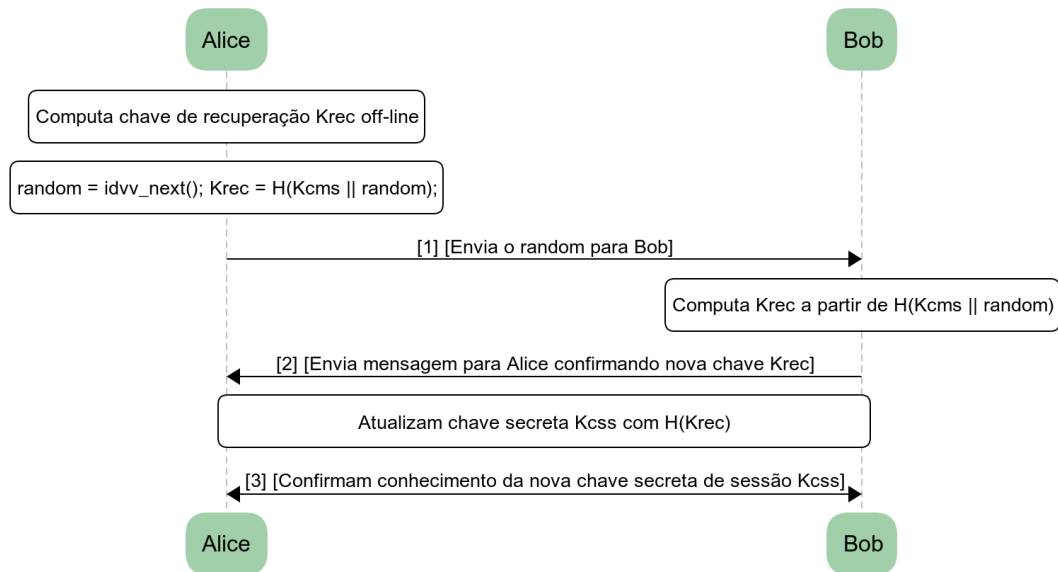 Alice
Bob
Computa chave de recuperação Krec off-line
random = idvv_next(); Krec = H(Kcms || random);
[1] [Envia o random para Bob]
Computa Krec a partir de H(Kcms || random)
[2] [Envia mensagem para Alice confirmando nova chave Krec]
Atualizam chave secreta Kcss com H(Krec)
[3] [Confirmam conhecimento da nova chave secreta de sessão Kcss]
Alice
Bob